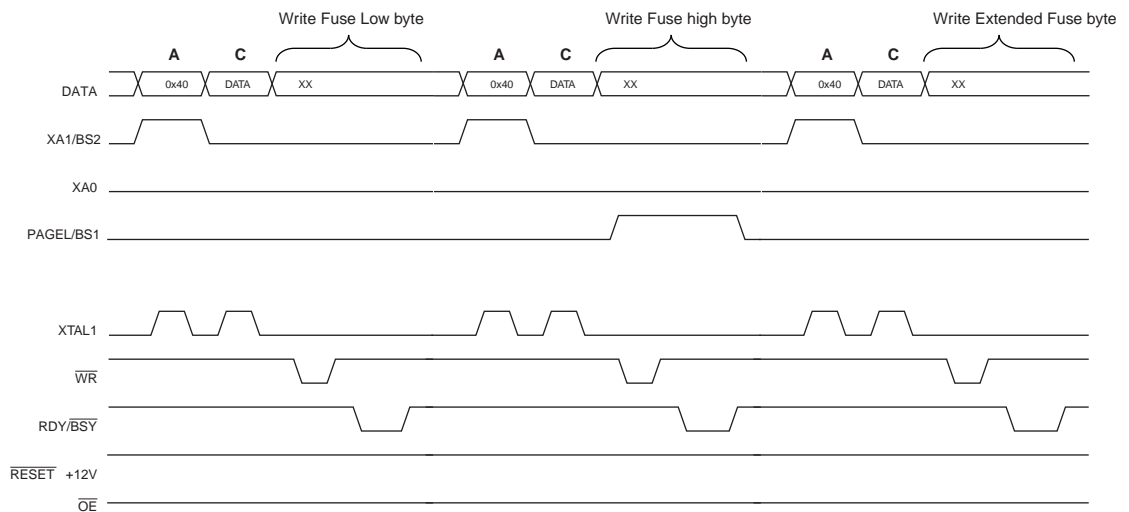 Write Fuse Low byte Write Fuse high byte Write Extended Fuse byte
A C A C A C
DATA 0x40 DATA XX 0x40 DATA XX 0x40 DATA XX
XA1/BS2
XA0
PAGEL/BS1
XTAL1
WR
RDY/BSY
RESET +12V
OE